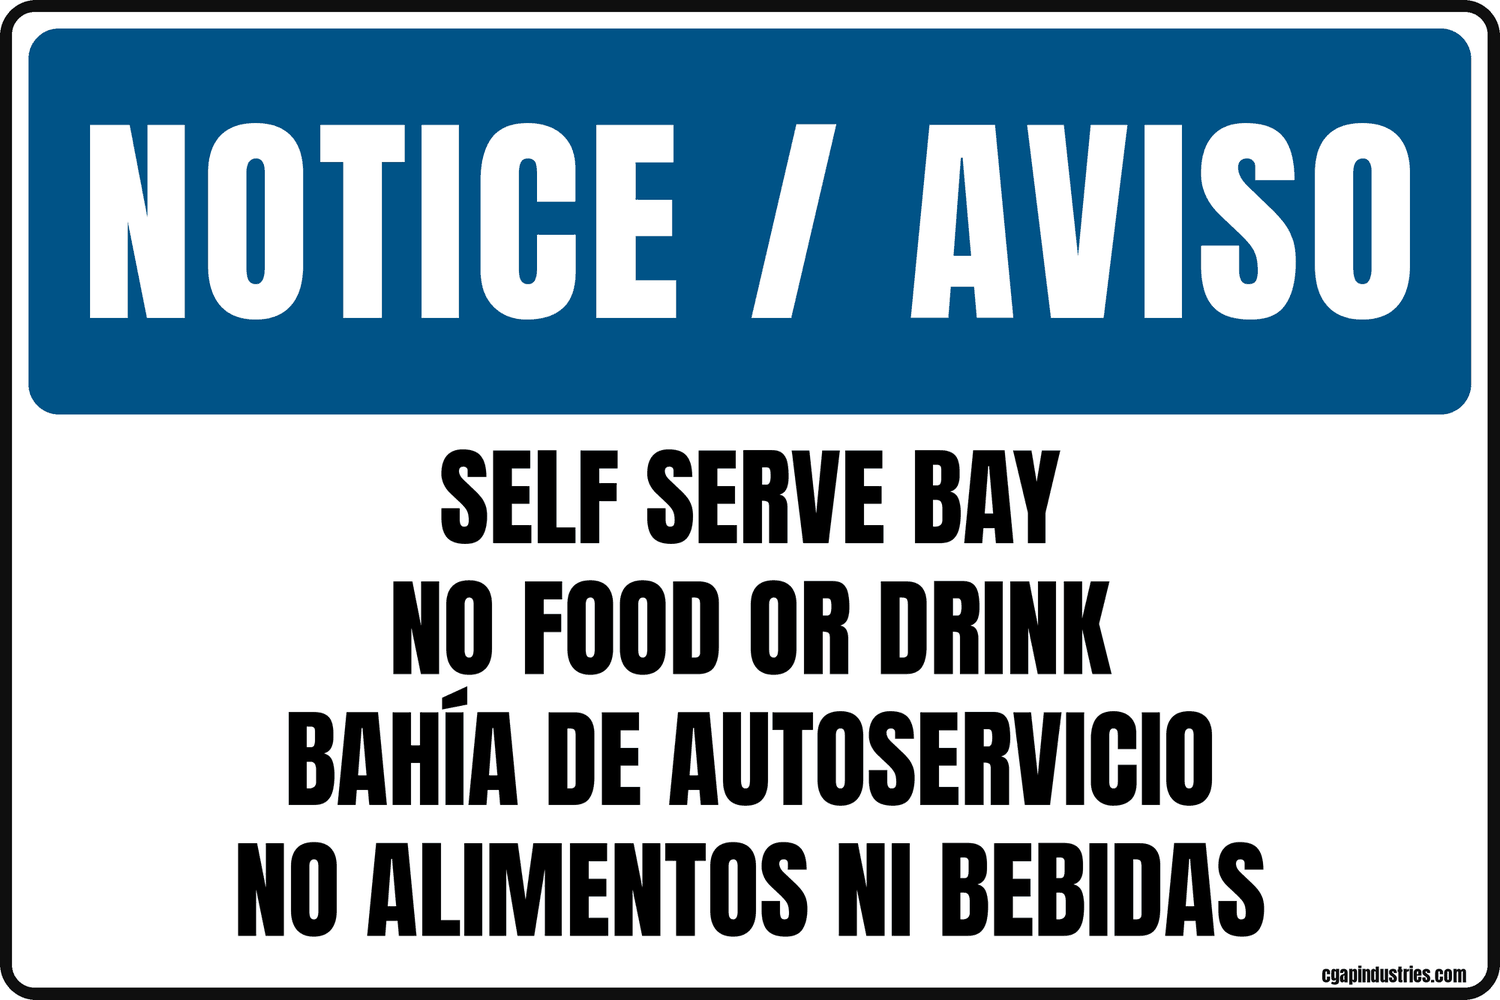 NOTICE / AVISO
SELF SERVE BAY
NO FOOD OR DRINK
BAHÍA DE AUTOSERVICIO
NO ALIMENTOS NI BEBIDAS
cgapindustries.com